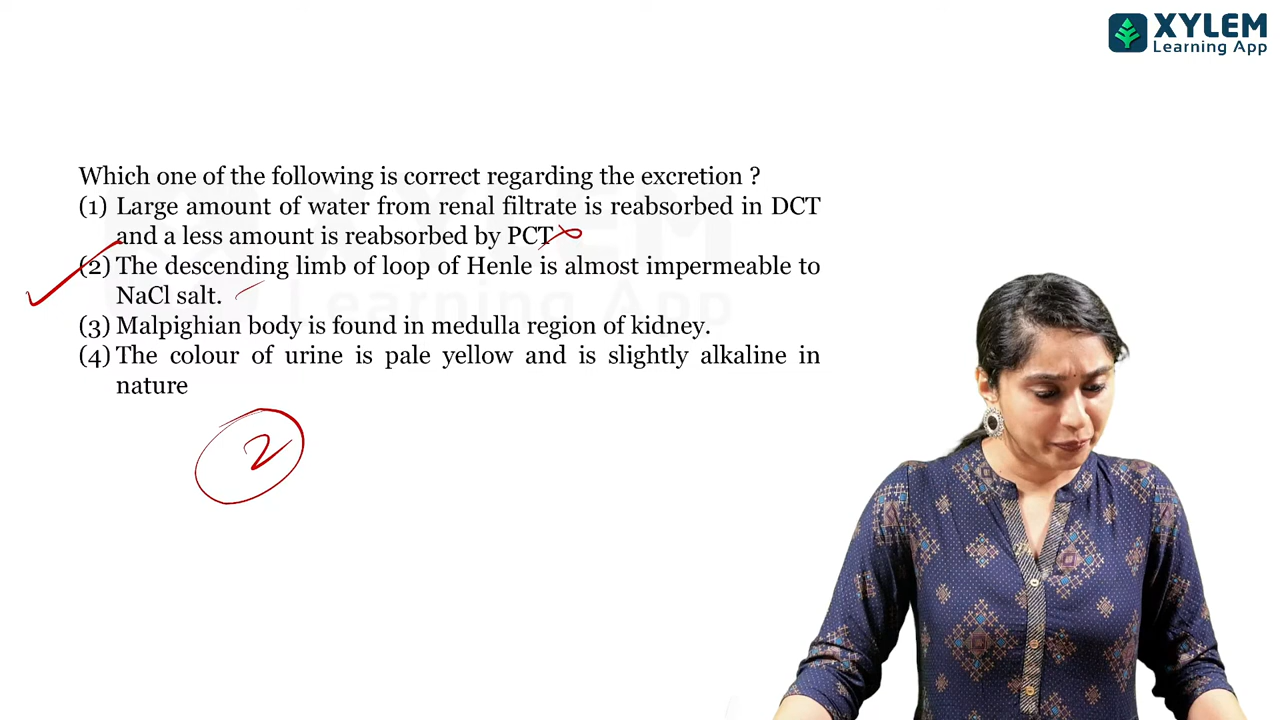 XYLEM
Learning App
Which one of the following is correct regarding the excretion ?
(1) Large amount of water from renal filtrate is reabsorbed in DCT
and a less amount is reabsorbed by PCT
(2) The descending limb of loop of Henle is almost impermeable to
NaCl salt.
(3) Malpighian body is found in medulla region of kidney.
(4) The colour of urine is pale yellow and is slightly alkaline in
nature
2
XYLEM
Learning App